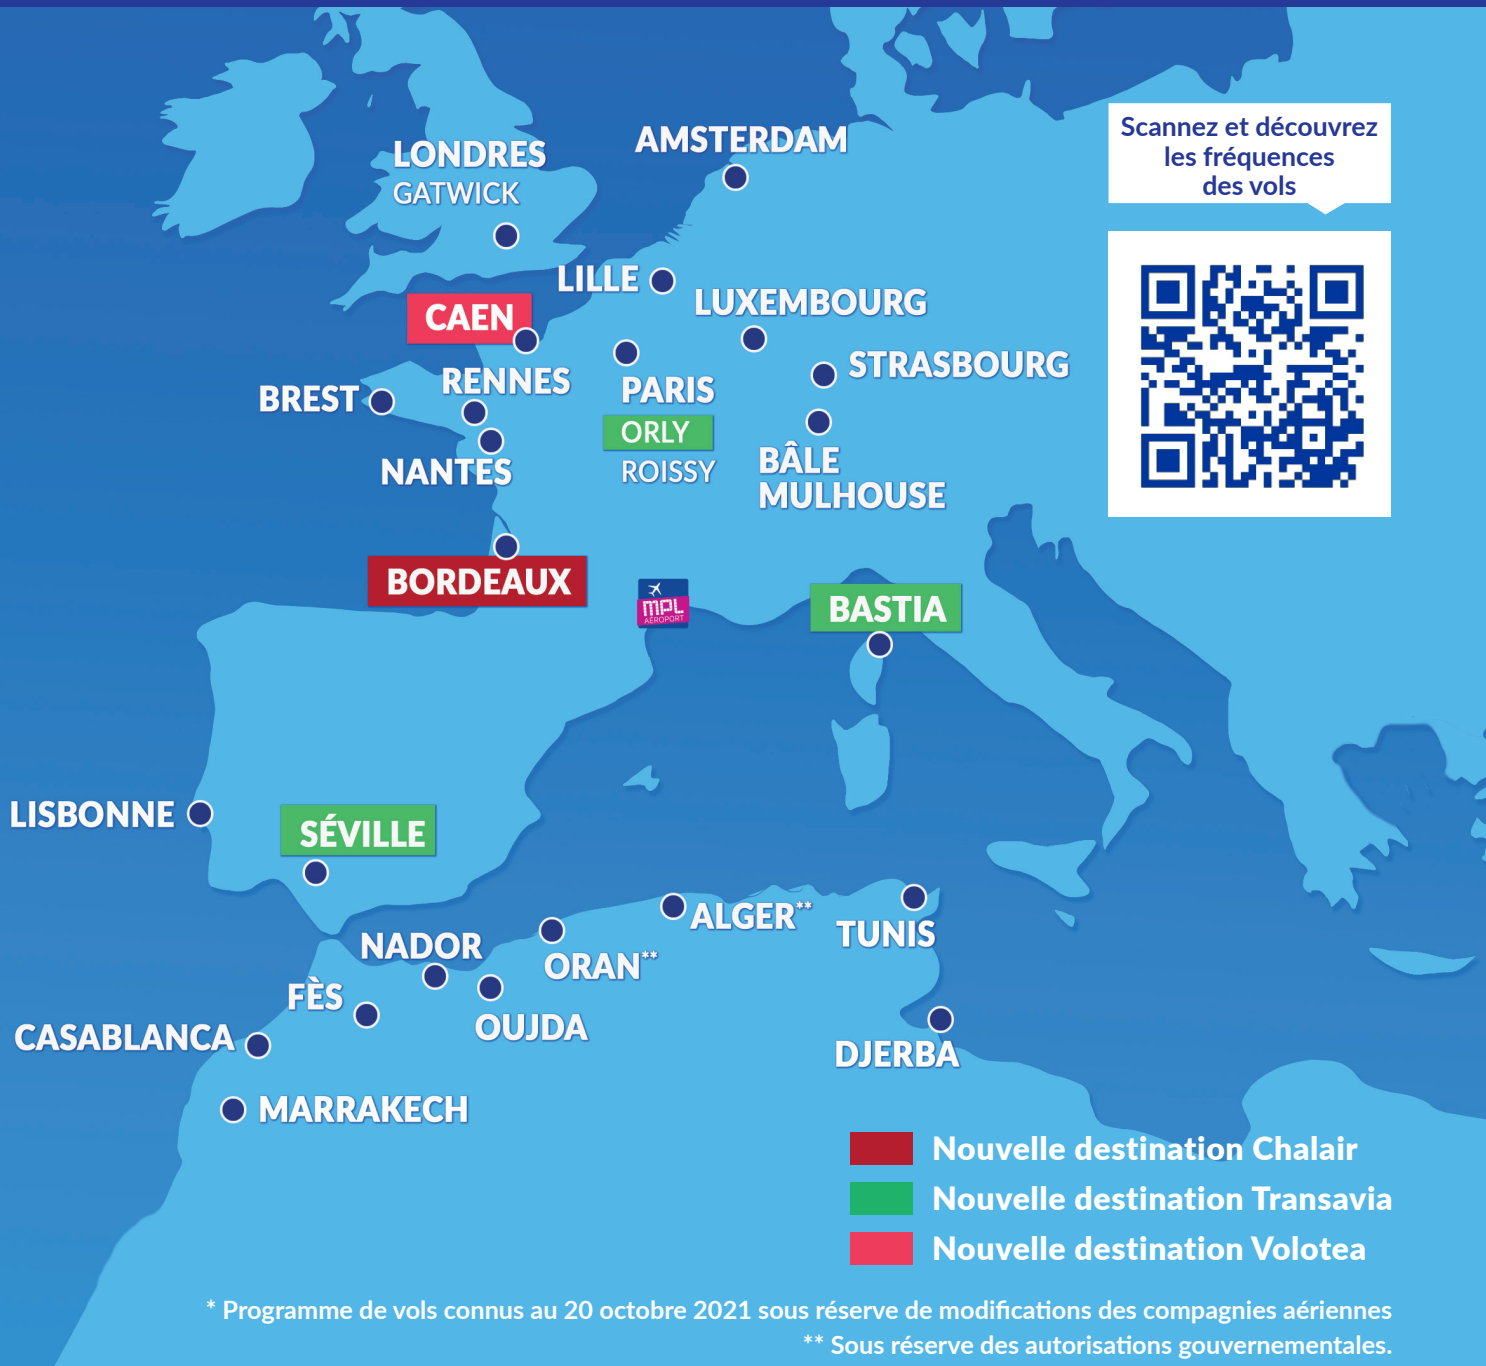 Scannez et découvrez
les fréquences
des vols
LONDRES
GATWICK
AMSTERDAM
LILLE
LUXEMBOURG
CAEN
STRASBOURG
RENNES
PARIS
BREST
ORLY
ROISSY
NANTES
BÂLE
MULHOUSE
BORDEAUX
MPL
AÉROPORT
BASTIA
LISBONNE
SÉVILLE
ALGER**
TUNIS
NADOR
ORAN**
FÈS
OUJDA
CASABLANCA
DJERBA
MARRAKECH
Nouvelle destination Chalair
Nouvelle destination Transavia
Nouvelle destination Volotea
* Programme de vols connus au 20 octobre 2021 sous réserve de modifications des compagnies aériennes
** Sous réserve des autorisations gouvernementales.